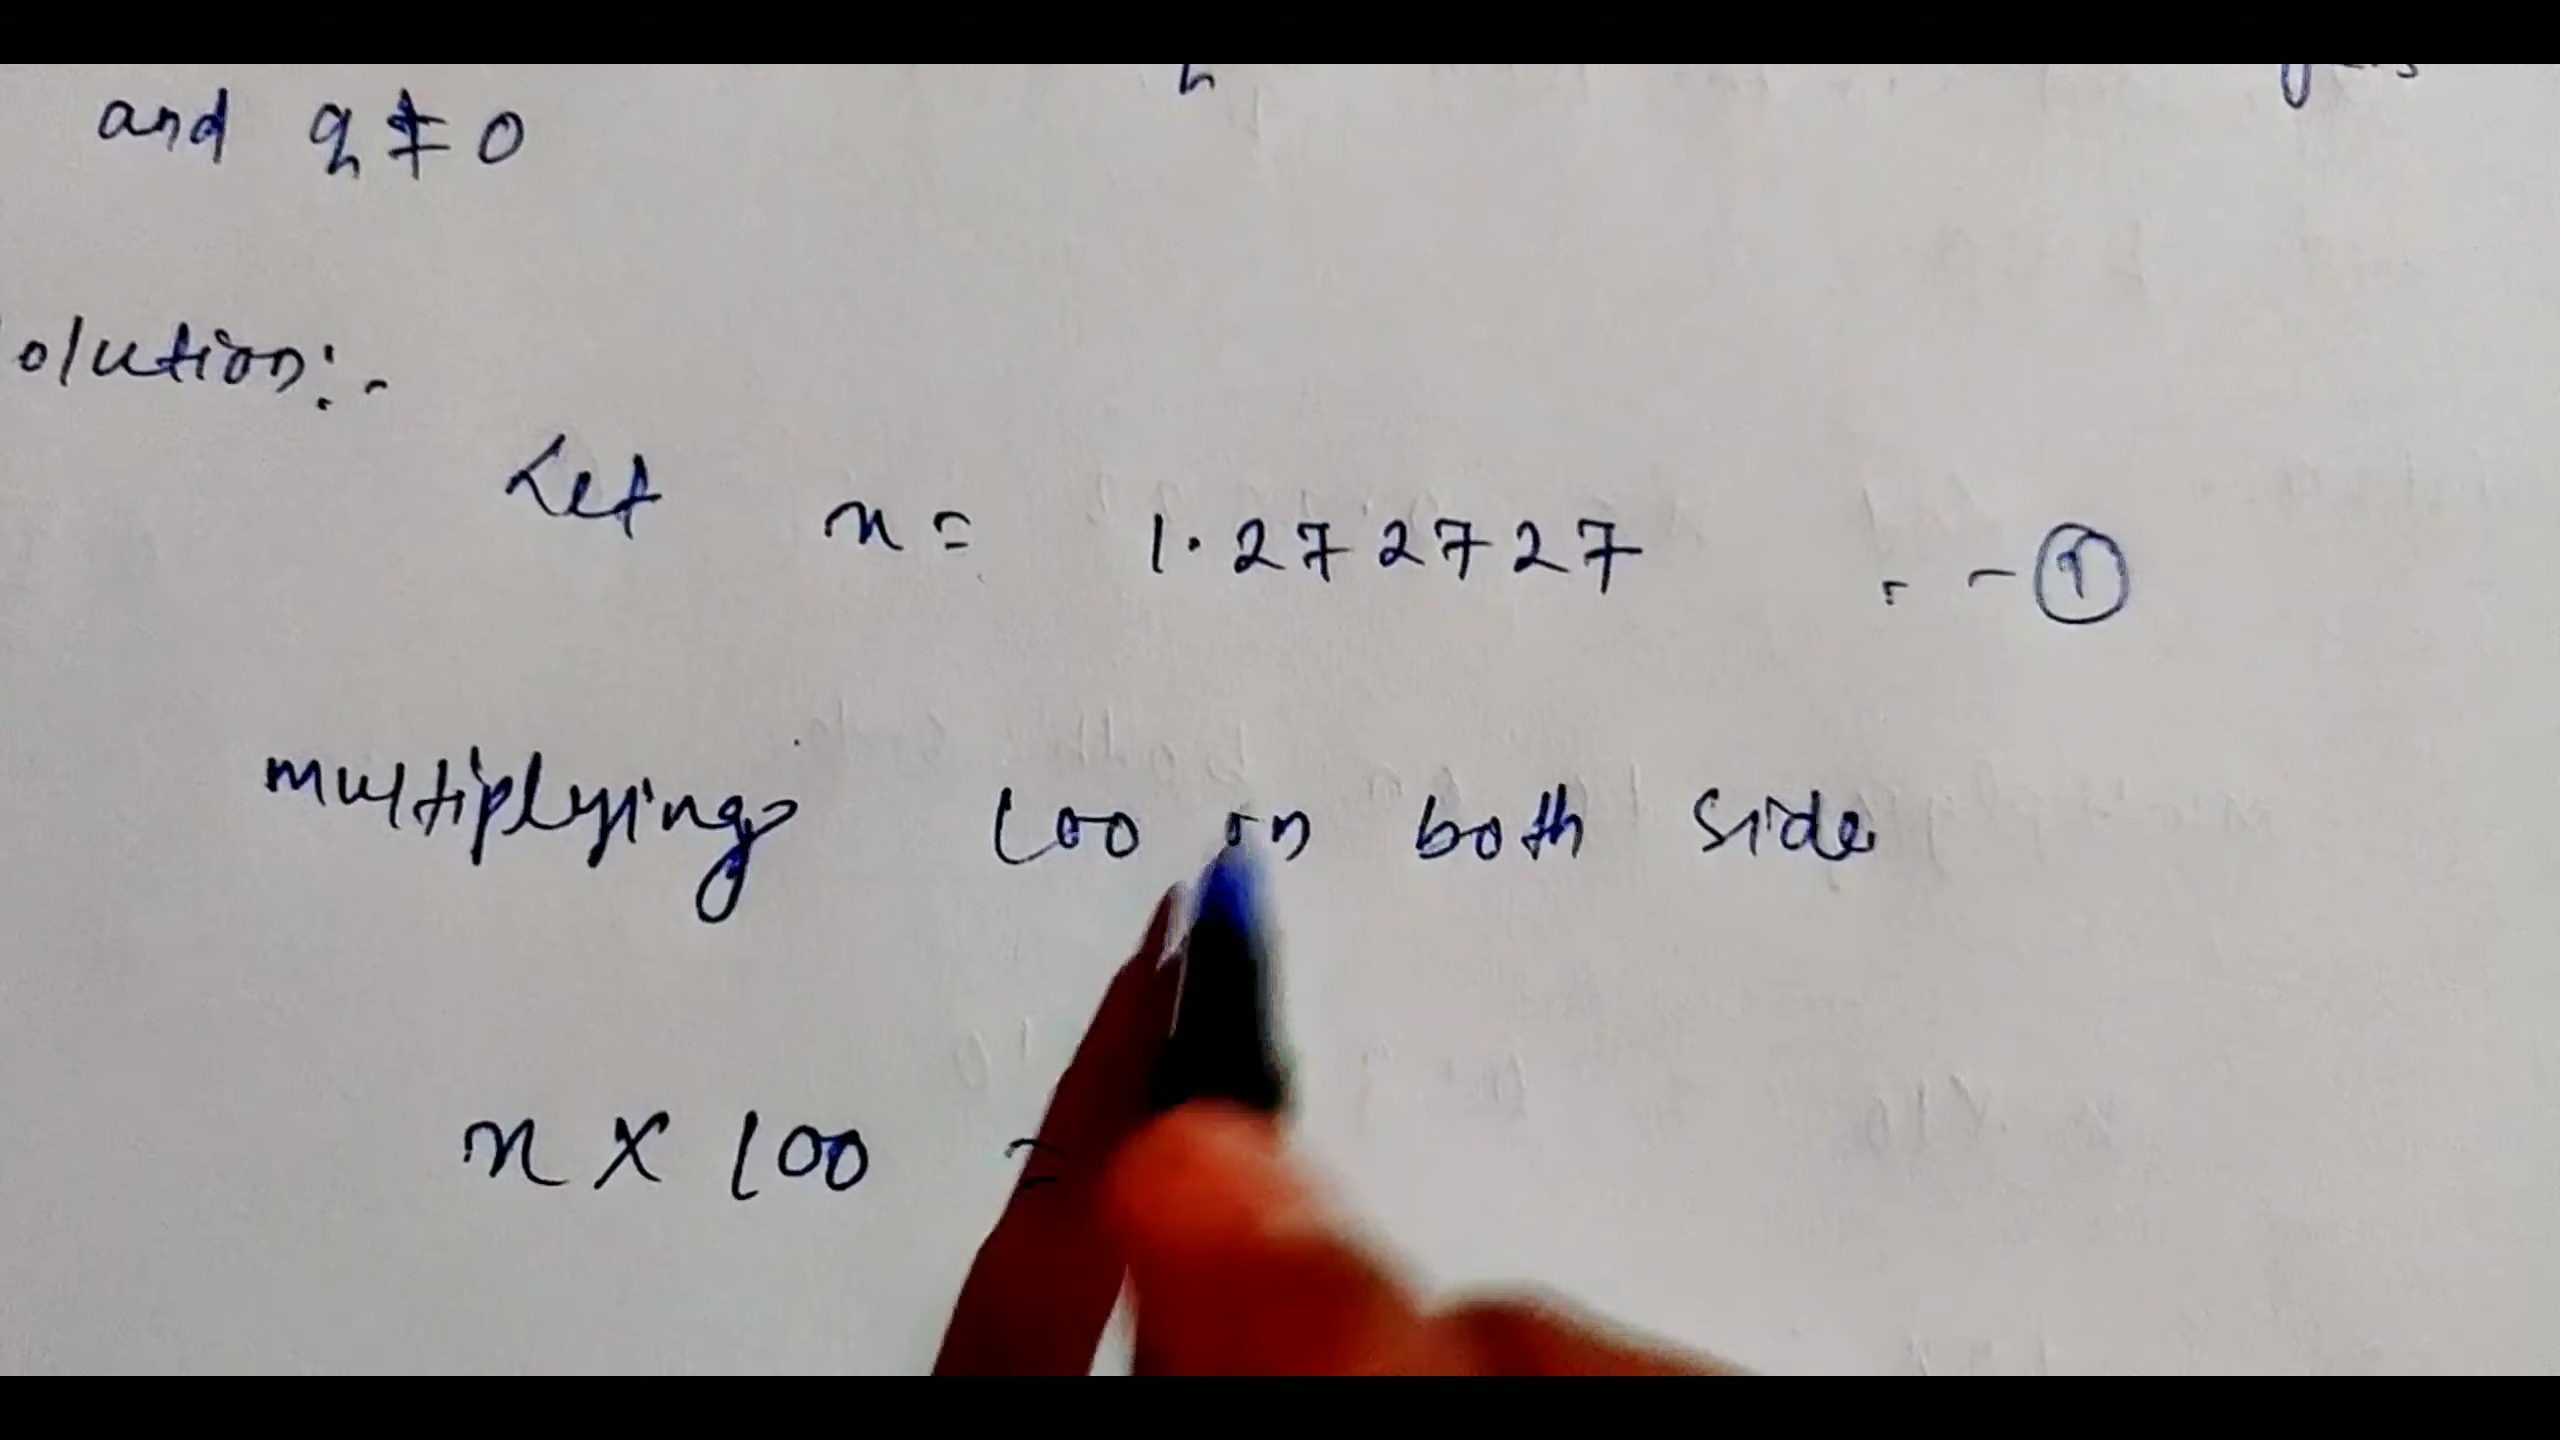 and q ≠ 0
olution:-
Let x = 1.272727 . - ①
multiplying 100 on both side
x × 100 =